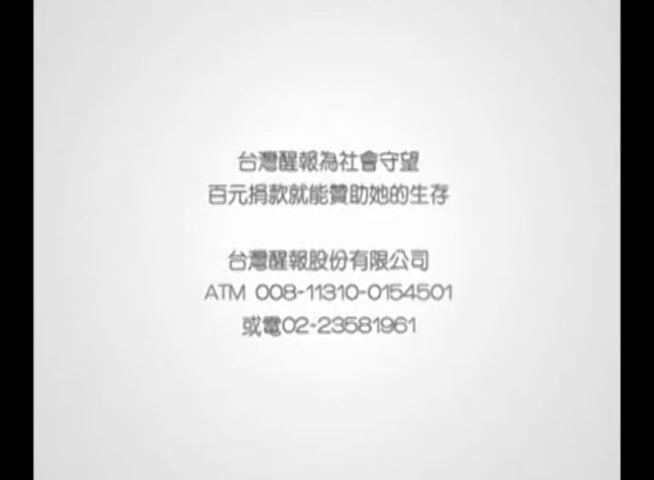 台灣醒報為社會守望
百元捐款就能贊助她的生存
台灣醒報股份有限公司
ATM 008-11310-0154501
或電02-23581961